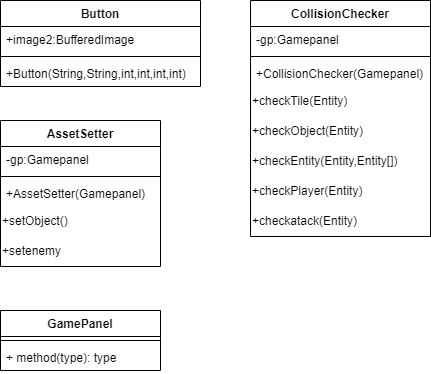 Button
+image2:BufferedImage
+Button(String,String,int,int,int,int)
AssetSetter
-gp:Gamepanel
+AssetSetter(Gamepanel)
+setObject()
+setenemy
GamePanel
+ method(type): type
CollisionChecker
-gp:Gamepanel
+CollisionChecker(Gamepanel)
+checkTile(Entity)
+checkObject(Entity)
+checkEntity(Entity,Entity[])
+checkPlayer(Entity)
+checkatack(Entity)